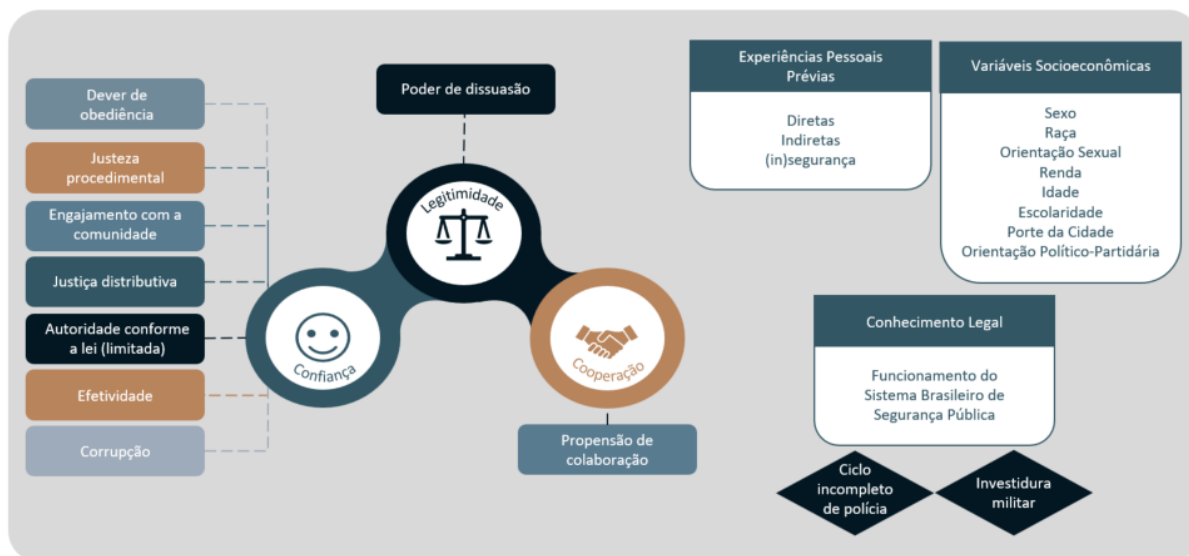 Dever de
obediência
Justeza
procedimental
Engajamento com a
comunidade
Justiça distributiva
Autoridade conforme
a lei (limitada)
Efetividade
Corrupção
Poder de dissuasão
Legitimidade
Confiança
Cooperação
Propensão de
colaboração
Experiências Pessoais
Prévias
Diretas
Indiretas
(in)segurança
Variáveis Socioeconômicas
Sexo
Raça
Orientação Sexual
Renda
Idade
Escolaridade
Porte da Cidade
Orientação Político-Partidária
Conhecimento Legal
Funcionamento do
Sistema Brasileiro de
Segurança Pública
Ciclo
incompleto
de polícia
Investidura
militar